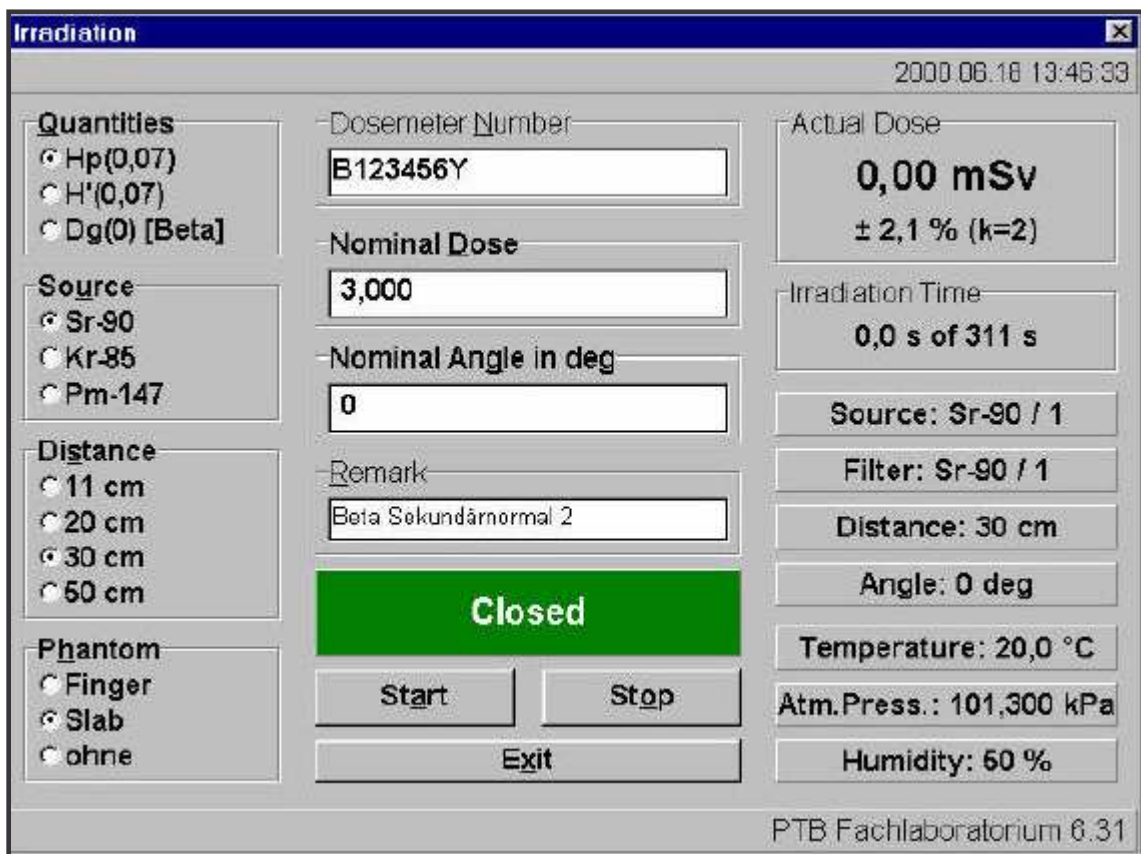 Irradiation
2000.06.16 13:46:33
Quantities
Hp(0,07)
H'(0,07)
Dg(0) [Beta]
Source
Sr-90
Kr-85
Pm-147
Distance
11 cm
20 cm
30 cm
50 cm
Phantom
Finger
Slab
ohne
Dosemeter Number
B123456Y
Nominal Dose
3,000
Nominal Angle in deg
0
Remark
Beta Sekundärnormal 2
Closed
Start
Stop
Exit
Actual Dose
0,00 mSv
± 2,1 % (k=2)
Irradiation Time
0,0 s of 311 s
Source: Sr-90 / 1
Filter: Sr-90 / 1
Distance: 30 cm
Angle: 0 deg
Temperature: 20,0 °C
Atm.Press.: 101,300 kPa
Humidity: 50 %
PTB Fachlaboratorium 6.31